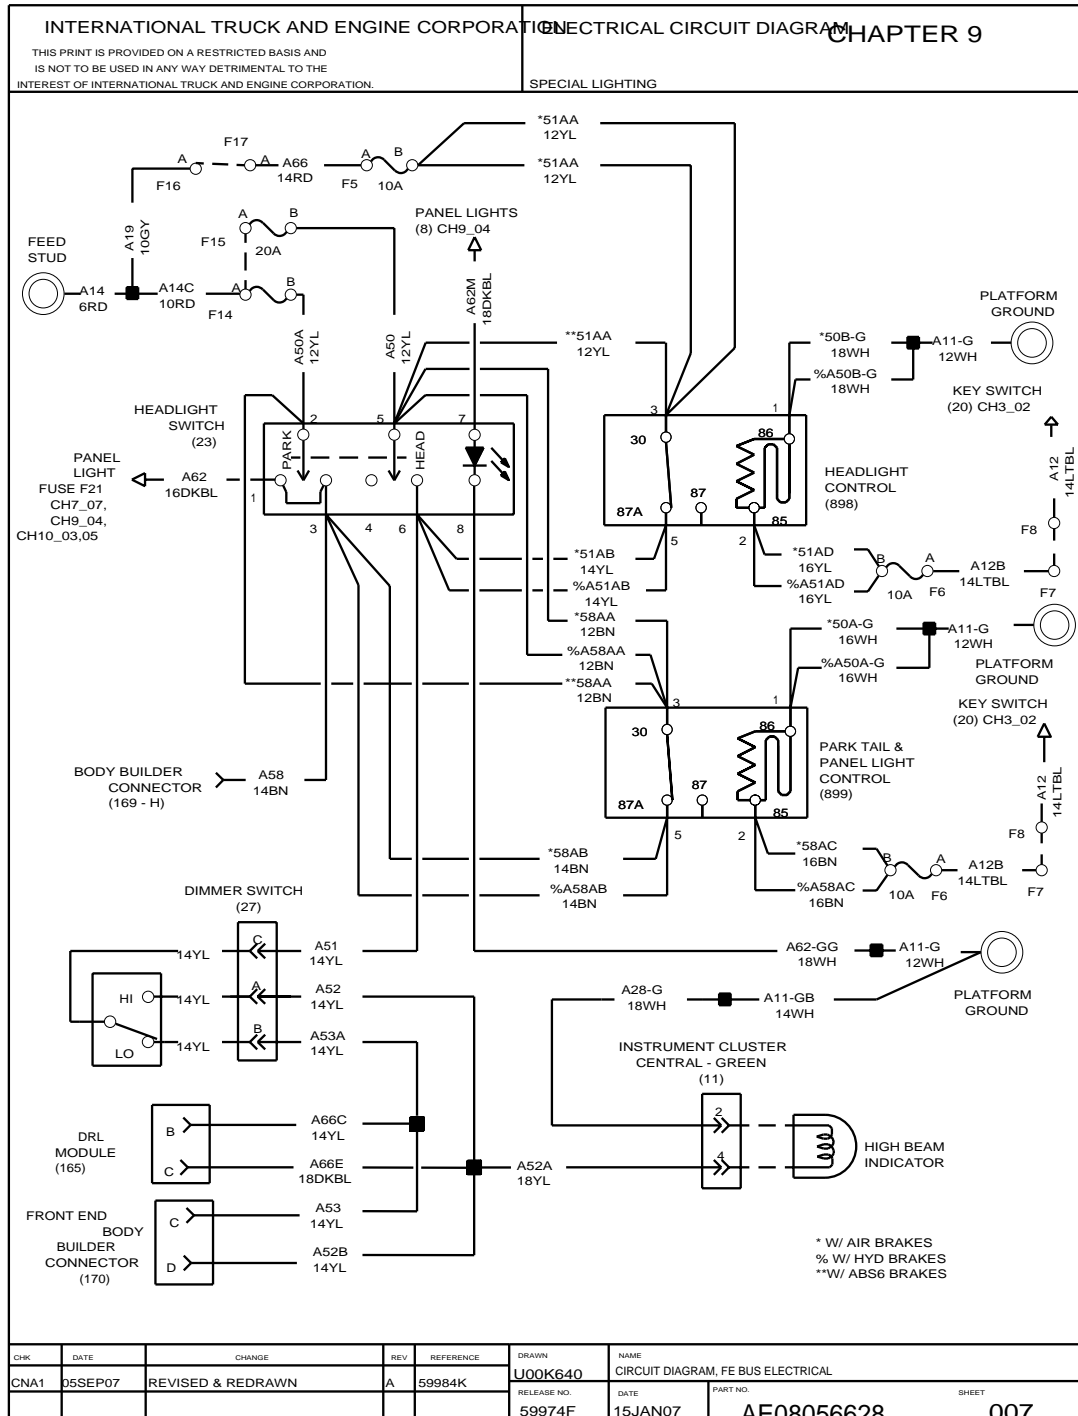 INTERNATIONAL TRUCK AND ENGINE CORPORATION
ELECTRICAL CIRCUIT DIAGRAM
CHAPTER 9
THIS PRINT IS PROVIDED ON A RESTRICTED BASIS AND
IS NOT TO BE USED IN ANY WAY DETRIMENTAL TO THE
INTEREST OF INTERNATIONAL TRUCK AND ENGINE CORPORATION.
SPECIAL LIGHTING
*51AA
12YL
F17
A
A
A66
14RD
F16
F5
A
B
10A
*51AA
12YL
A19
10GY
A
B
F15
20A
PANEL LIGHTS
(8) CH9_04
FEED
STUD
A14
6RD
A14C
10RD
A
B
F14
A50A
12YL
A50
12YL
A62M
18DKBL
**51AA
12YL
PLATFORM
GROUND
*50B-G
18WH
A11-G
12WH
%A50B-G
18WH
KEY SWITCH
(20) CH3_02
HEADLIGHT
SWITCH
(23)
2
5
7
PARK
HEAD
1
3
4
6
8
PANEL
LIGHT
FUSE F21
CH7_07,
CH9_04,
CH10_03,05
A62
16DKBL
3
1
30
86
87
87A
85
5
2
HEADLIGHT
CONTROL
(898)
A12
14LTBL
F8
*51AB
14YL
%A51AB
14YL
*51AD
16YL
%A51AD
16YL
B
A
10A
F6
A12B
14LTBL
F7
*58AA
12BN
%A58AA
12BN
**58AA
12BN
*50A-G
16WH
A11-G
12WH
%A50A-G
16WH
PLATFORM
GROUND
KEY SWITCH
(20) CH3_02
3
1
30
86
87
87A
85
5
2
PARK TAIL &
PANEL LIGHT
CONTROL
(899)
A12
14LTBL
F8
BODY BUILDER
CONNECTOR
(169 - H)
A58
14BN
*58AB
14BN
%A58AB
14BN
*58AC
16BN
%A58AC
16BN
B
A
10A
F6
A12B
14LTBL
F7
DIMMER SWITCH
(27)
14YL
C
A51
14YL
A62-GG
18WH
A11-G
12WH
HI
14YL
A
A52
14YL
A28-G
18WH
A11-GB
14WH
PLATFORM
GROUND
LO
14YL
B
A53A
14YL
INSTRUMENT CLUSTER
CENTRAL - GREEN
(11)
2
4
DRL
MODULE
(165)
B
A66C
14YL
C
A66E
18DKBL
A52A
18YL
HIGH BEAM
INDICATOR
FRONT END
BODY
BUILDER
CONNECTOR
(170)
C
A53
14YL
D
A52B
14YL
* W/ AIR BRAKES
% W/ HYD BRAKES
**W/ ABS6 BRAKES
CHK DATE CHANGE REV REFERENCE DRAWN NAME
CNA1 05SEP07 REVISED & REDRAWN A 59984K U00K640 CIRCUIT DIAGRAM, FE BUS ELECTRICAL
RELEASE NO. DATE PART NO. SHEET
59974F 15JAN07 AE08056628 007